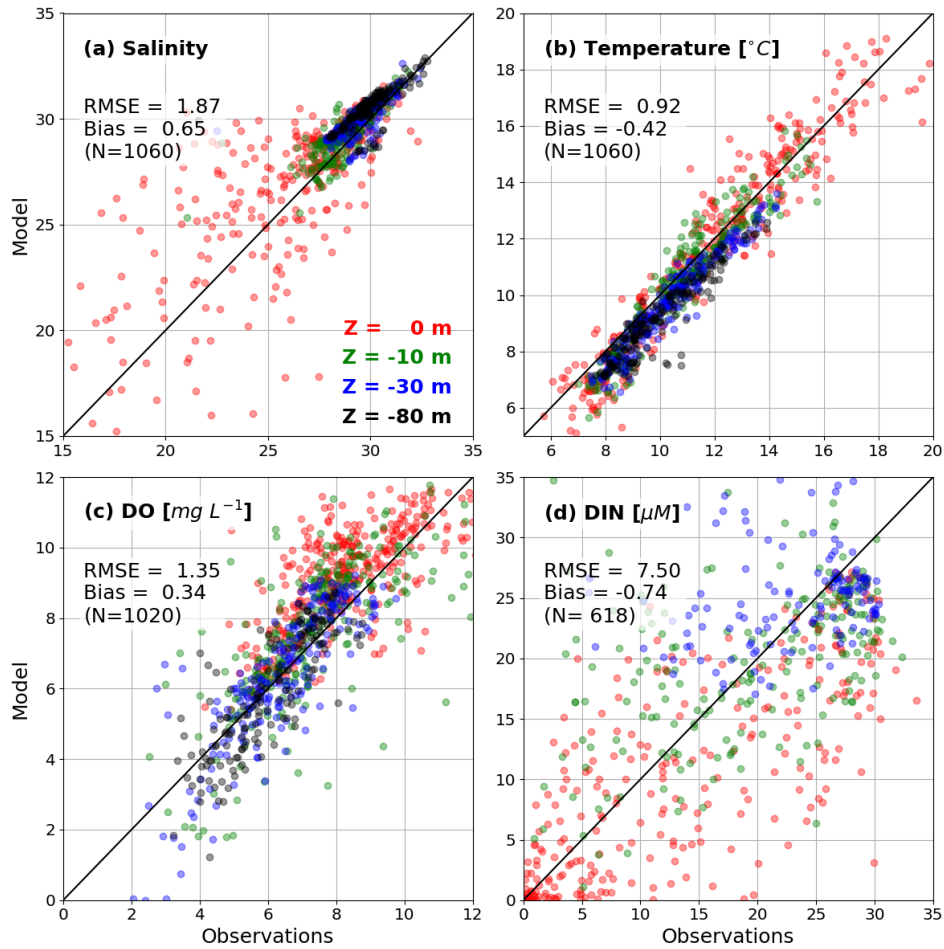 (a) Salinity
RMSE = 1.87
Bias = 0.65
(N=1060)
Z = 0 m
Z = -10 m
Z = -30 m
Z = -80 m
Model
35
30
25
20
15
15 20 25 30 35
(b) Temperature [°C]
RMSE = 0.92
Bias = -0.42
(N=1060)
20
18
16
14
12
10
8
6
6 8 10 12 14 16 18 20
(c) DO [mg L⁻¹]
RMSE = 1.35
Bias = 0.34
(N=1020)
Model
12
10
8
6
4
2
0
0 2 4 6 8 10 12
Observations
(d) DIN [μM]
RMSE = 7.50
Bias = -0.74
(N= 618)
35
30
25
20
15
10
5
0
0 5 10 15 20 25 30 35
Observations